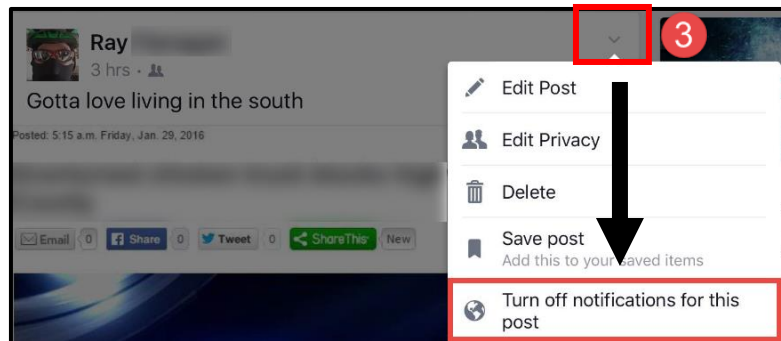 Ray
3 hrs ·
Gotta love living in the south
Posted: 5:15 a.m. Friday, Jan. 29, 2016
Email 0 Share 0 Tweet 0 ShareThis New
3
Edit Post
Edit Privacy
Delete
Save post
Add this to your saved items
Turn off notifications for this
post